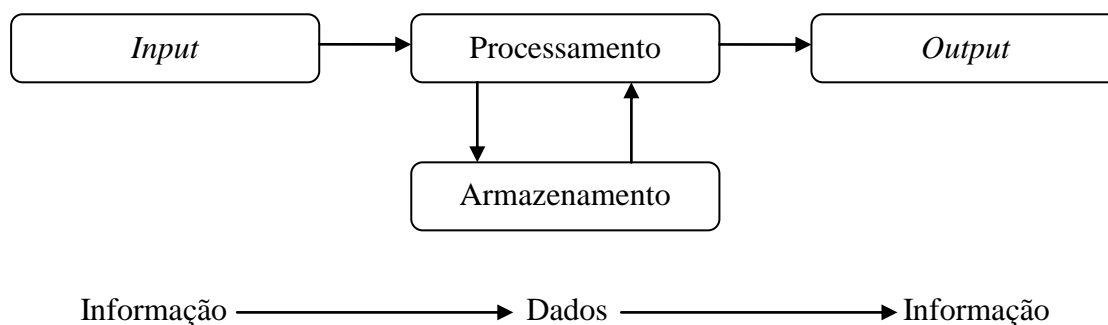 Input Processamento Output
Armazenamento
Informação Dados Informação